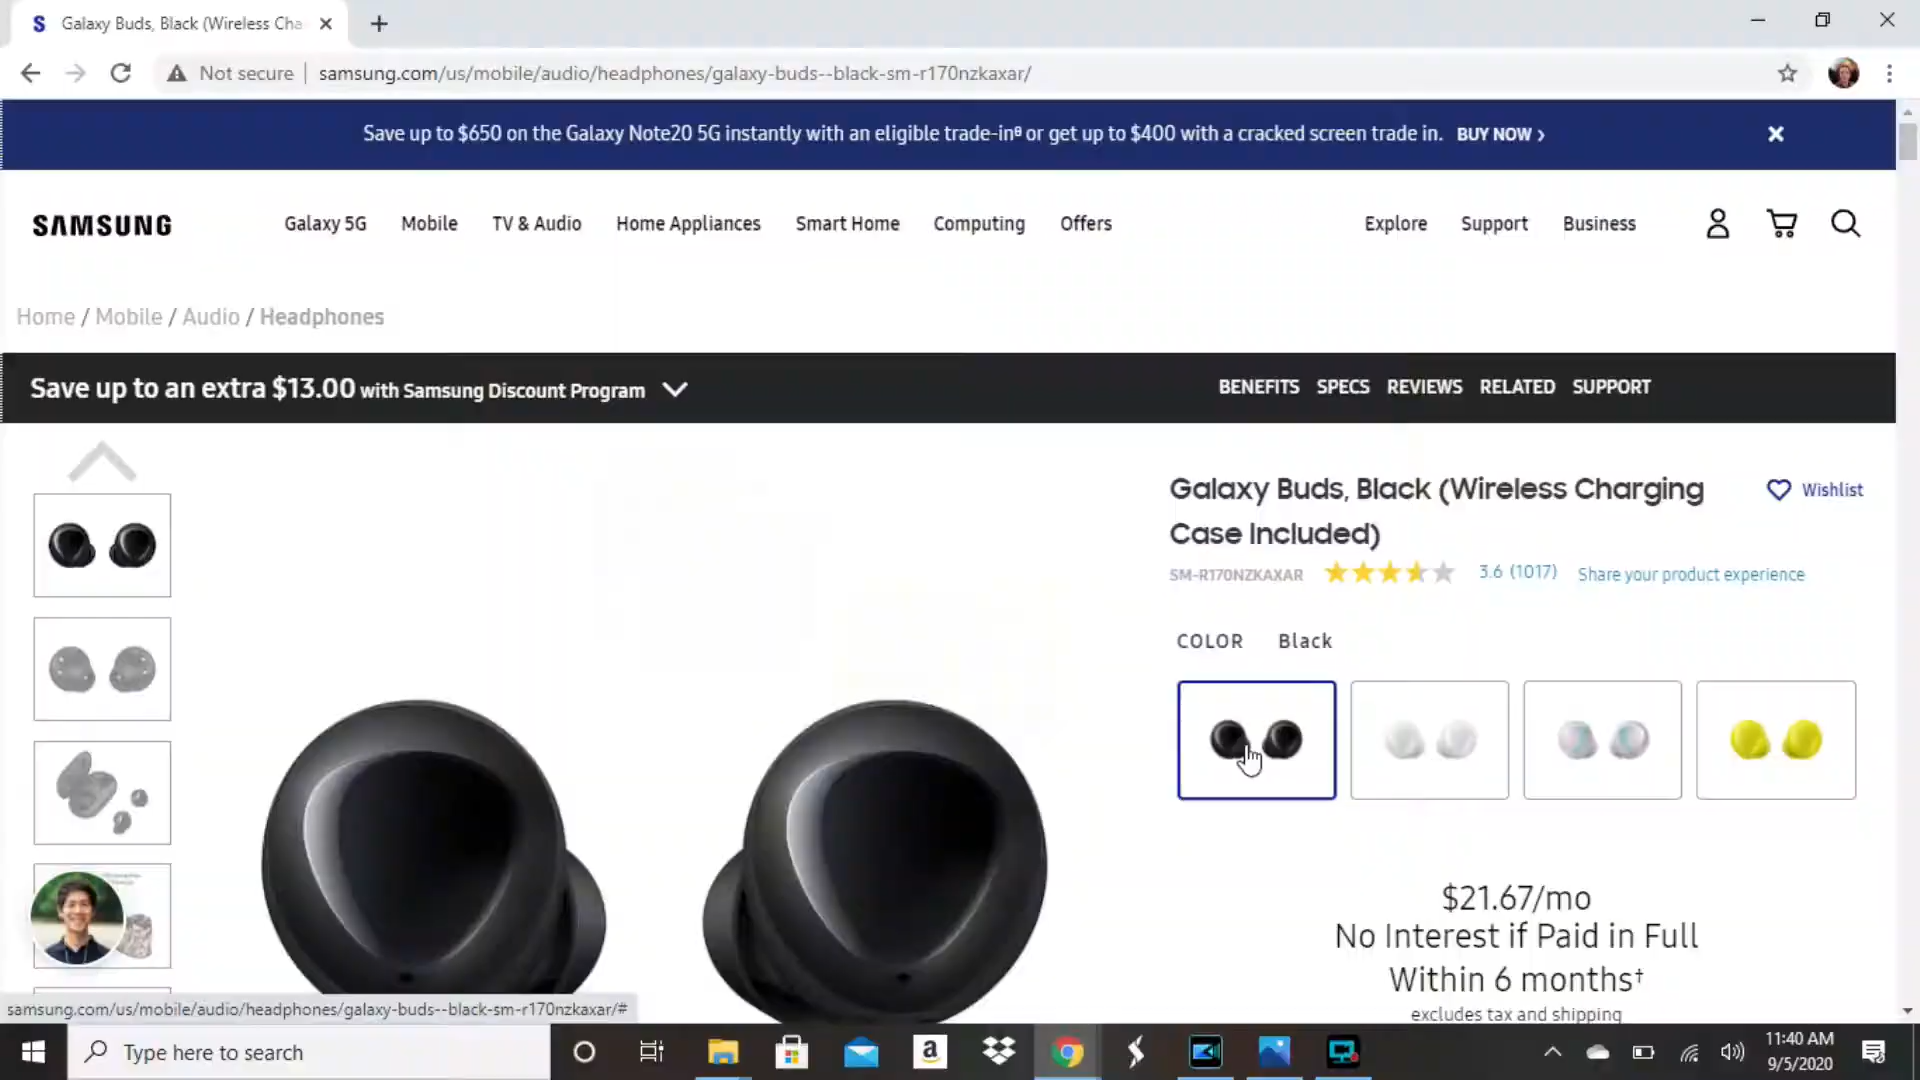 S Galaxy Buds, Black (Wireless Cha
Not secure | samsung.com/us/mobile/audio/headphones/galaxy-buds--black-sm-r170nzkaxar/
Save up to $650 on the Galaxy Note20 5G instantly with an eligible trade-in⁸ or get up to $400 with a cracked screen trade in. BUY NOW >
SAMSUNG Galaxy 5G Mobile TV & Audio Home Appliances Smart Home Computing Offers Explore Support Business
Home / Mobile / Audio / Headphones
Save up to an extra $13.00 with Samsung Discount Program BENEFITS SPECS REVIEWS RELATED SUPPORT
Galaxy Buds, Black (Wireless Charging
Case Included)
Wishlist
SM-R170NZKAXAR 3.6 (1017) Share your product experience
COLOR Black
$21.67/mo
No Interest if Paid in Full
Within 6 months†
excludes tax and shipping
samsung.com/us/mobile/audio/headphones/galaxy-buds--black-sm-r170nzkaxar/#
Type here to search
a
11:40 AM
9/5/2020